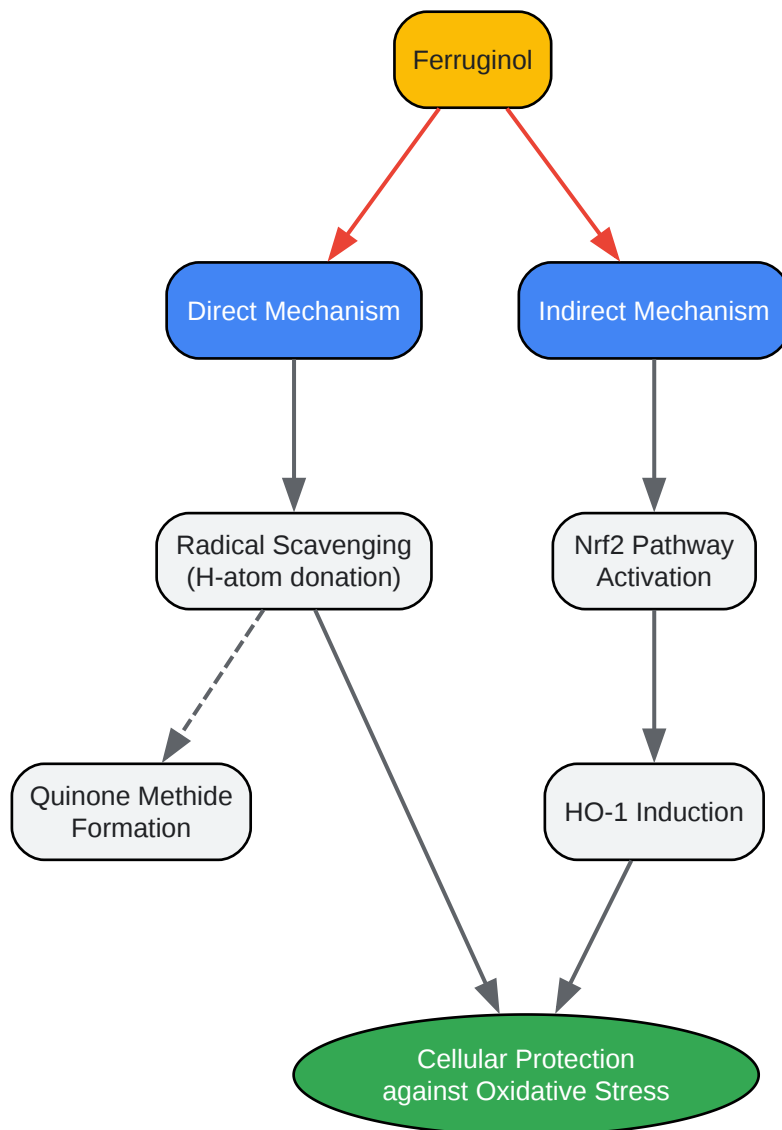 Ferruginol
Direct Mechanism
Indirect Mechanism
Radical Scavenging
(H-atom donation)
Nrf2 Pathway
Activation
Quinone Methide
Formation
HO-1 Induction
Cellular Protection
against Oxidative Stress